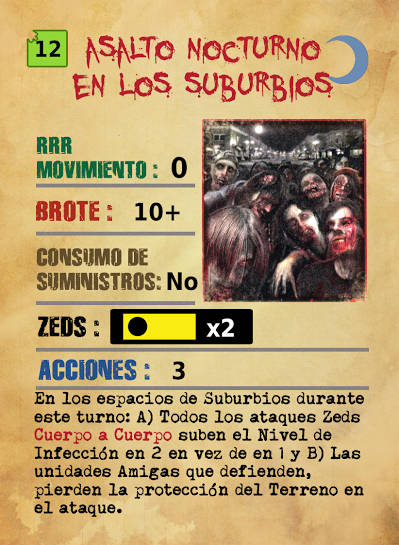 12
ASALTO NOCTURNO
EN LOS SUBURBIOS
RRR
MOVIMIENTO : 0
BROTE : 10+
CONSUMO DE
SUMINISTROS: No
ZEDS : x2
ACCIONES : 3
En los espacios de Suburbios durante
este turno: A) Todos los ataques Zeds
Cuerpo a Cuerpo suben el Nivel de
Infección en 2 en vez de en 1 y B) Las
unidades Amigas que defienden,
pierden la protección del Terreno en
el ataque.